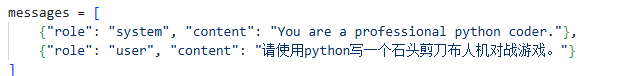 messages = [
    {"role": "system", "content": "You are a professional python coder."},
    {"role": "user", "content": "请使用python写一个石头剪刀布人机对战游戏。"}
]